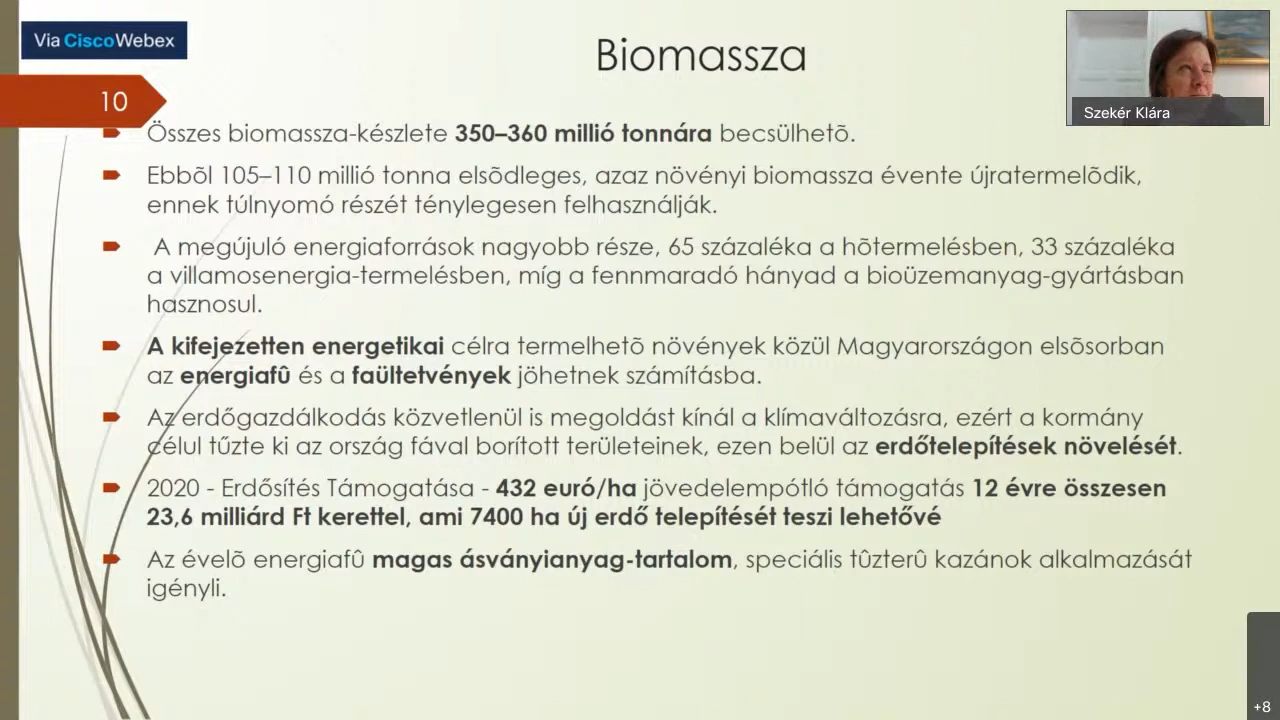 Via CiscoWebex
Biomassza
Szekér Klára
10
Összes biomassza-készlete 350–360 millió tonnára becsülhetõ.
Ebbõl 105–110 millió tonna elsõdleges, azaz növényi biomassza évente újratermelõdik,
ennek túlnyomó részét ténylegesen felhasználják.
A megújuló energiaforrások nagyobb része, 65 százaléka a hõtermelésben, 33 százaléka
a villamosenergia-termelésben, míg a fennmaradó hányad a bioüzemanyag-gyártásban
hasznosul.
A kifejezetten energetikai célra termelhetõ növények közül Magyarországon elsõsorban
az energiafû és a faültetvények jöhetnek számításba.
Az erdőgazdálkodás közvetlenül is megoldást kínál a klímaváltozásra, ezért a kormány
célul tűzte ki az ország fával borított területeinek, ezen belül az erdőtelepítések növelését.
2020 - Erdősítés Támogatása - 432 euró/ha jövedelempótló támogatás 12 évre összesen
23,6 milliárd Ft kerettel, ami 7400 ha új erdő telepítését teszi lehetővé
Az évelõ energiafû magas ásványianyag-tartalom, speciális tûzterû kazánok alkalmazását
igényli.
+8